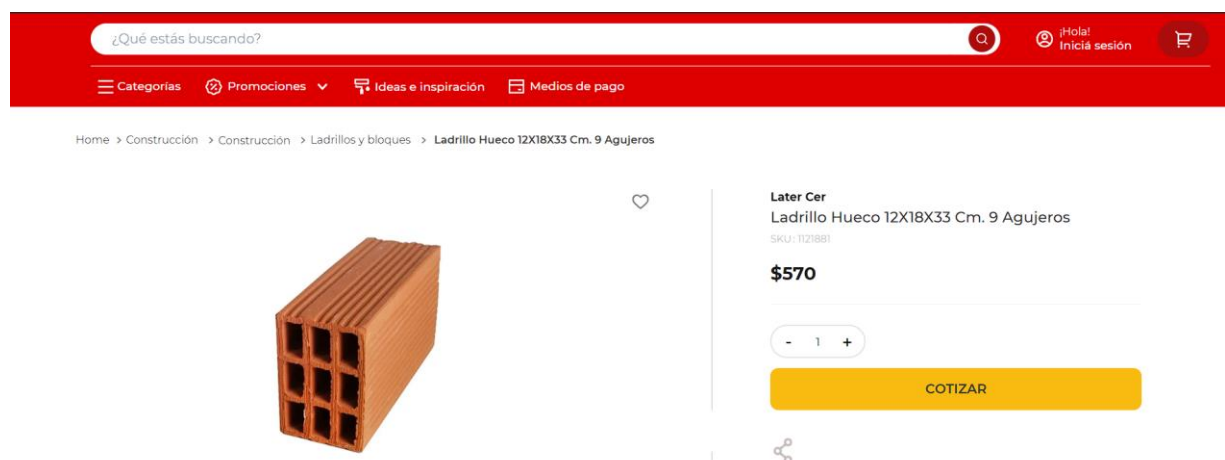 ¿Qué estás buscando?
¡Hola!
Iniciá sesión
Categorías
Promociones
Ideas e inspiración
Medios de pago
Home > Construcción > Construcción > Ladrillos y bloques > Ladrillo Hueco 12X18X33 Cm. 9 Agujeros
Later Cer
Ladrillo Hueco 12X18X33 Cm. 9 Agujeros
SKU: 1121881
$570
- 1 +
COTIZAR